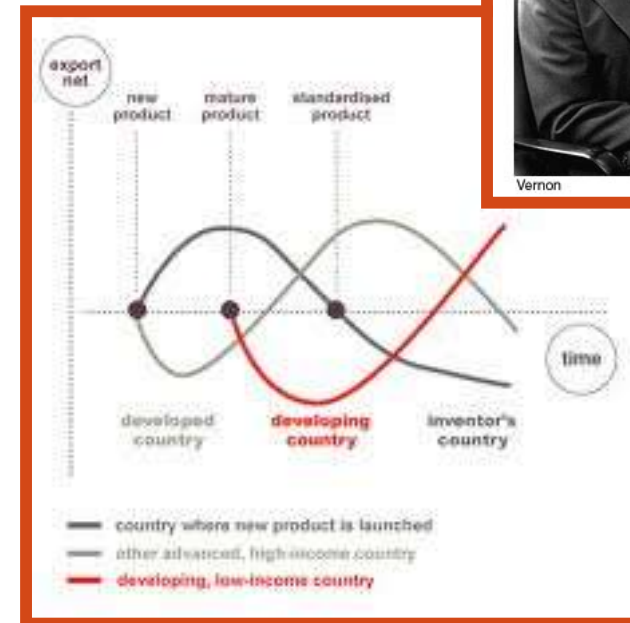 Vernon
export
net
new
product
mature
product
standardised
product
time
developed
country
developing
country
inventor's
country
country where new product is launched
other advanced, high-income country
developing, low-income country